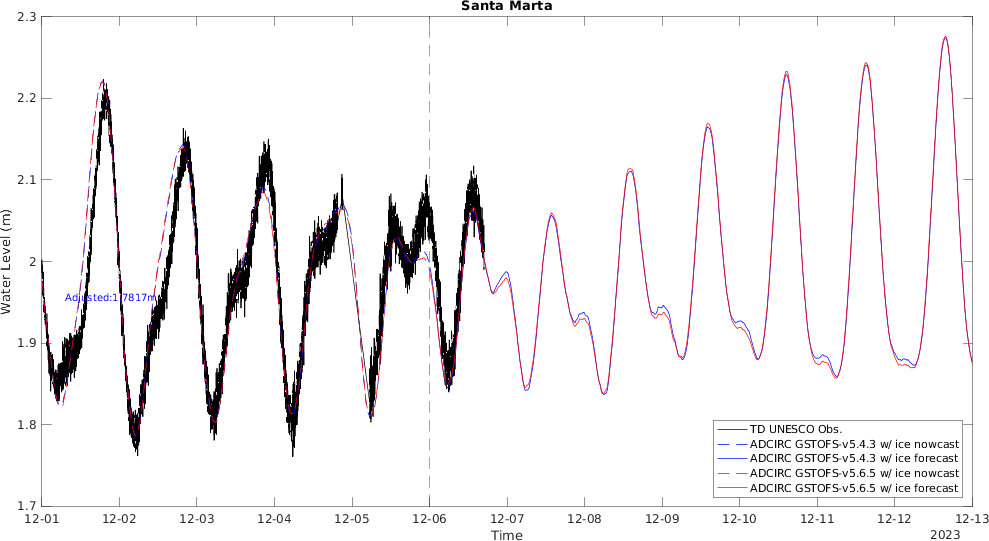 Santa Marta
Water Level (m)
2.3
2.2
2.1
2
1.9
1.8
1.7
Adjusted:1.7817m
12-01 12-02 12-03 12-04 12-05 12-06 12-07 12-08 12-09 12-10 12-11 12-12 12-13
Time
2023
TD UNESCO Obs.
ADCIRC GSTOFS-v5.4.3 w/ ice nowcast
ADCIRC GSTOFS-v5.4.3 w/ ice forecast
ADCIRC GSTOFS-v5.6.5 w/ ice nowcast
ADCIRC GSTOFS-v5.6.5 w/ ice forecast